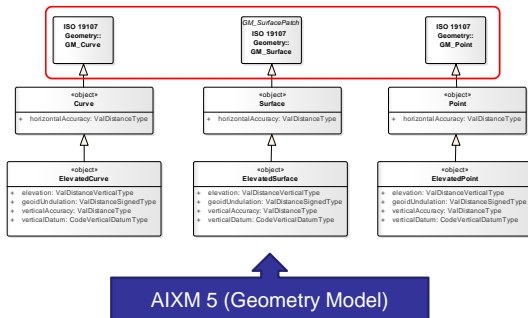 ISO 19107
Geometry::
GM_Curve
GM_SurfacePatch
ISO 19107
Geometry::
GM_Surface
ISO 19107
Geometry::
GM_Point
«object»
Curve
+ horizontalAccuracy: ValDistanceType
«object»
Surface
+ horizontalAccuracy: ValDistanceType
«object»
Point
+ horizontalAccuracy: ValDistanceType
«object»
ElevatedCurve
+ elevation: ValDistanceVerticalType
+ geoidUndulation: ValDistanceSignedType
+ verticalAccuracy: ValDistanceType
+ verticalDatum: CodeVerticalDatumType
«object»
ElevatedSurface
+ elevation: ValDistanceVerticalType
+ geoidUndulation: ValDistanceSignedType
+ verticalAccuracy: ValDistanceType
+ verticalDatum: CodeVerticalDatumType
«object»
ElevatedPoint
+ elevation: ValDistanceVerticalType
+ geoidUndulation: ValDistanceSignedType
+ verticalAccuracy: ValDistanceType
+ verticalDatum: CodeVerticalDatumType
AIXM 5 (Geometry Model)